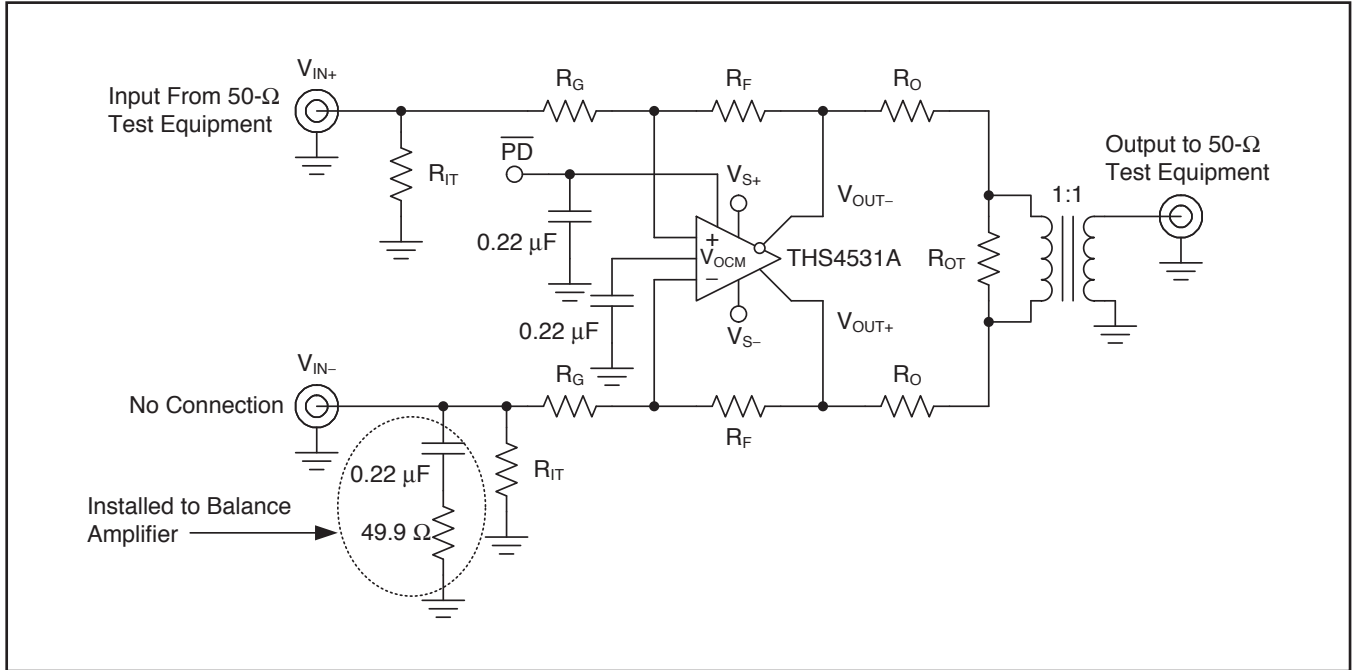 V_IN+
Input From 50-Ω
Test Equipment
R_G
R_F
R_O
P̅D̅
R_IT
V_S+
V_OUT−
Output to 50-Ω
Test Equipment
1:1
0.22 μF
+
V_OCM
−
THS4531A
R_OT
0.22 μF
V_S−
V_OUT+
V_IN−
No Connection
R_G
R_F
R_O
0.22 μF
R_IT
Installed to Balance
Amplifier
49.9 Ω